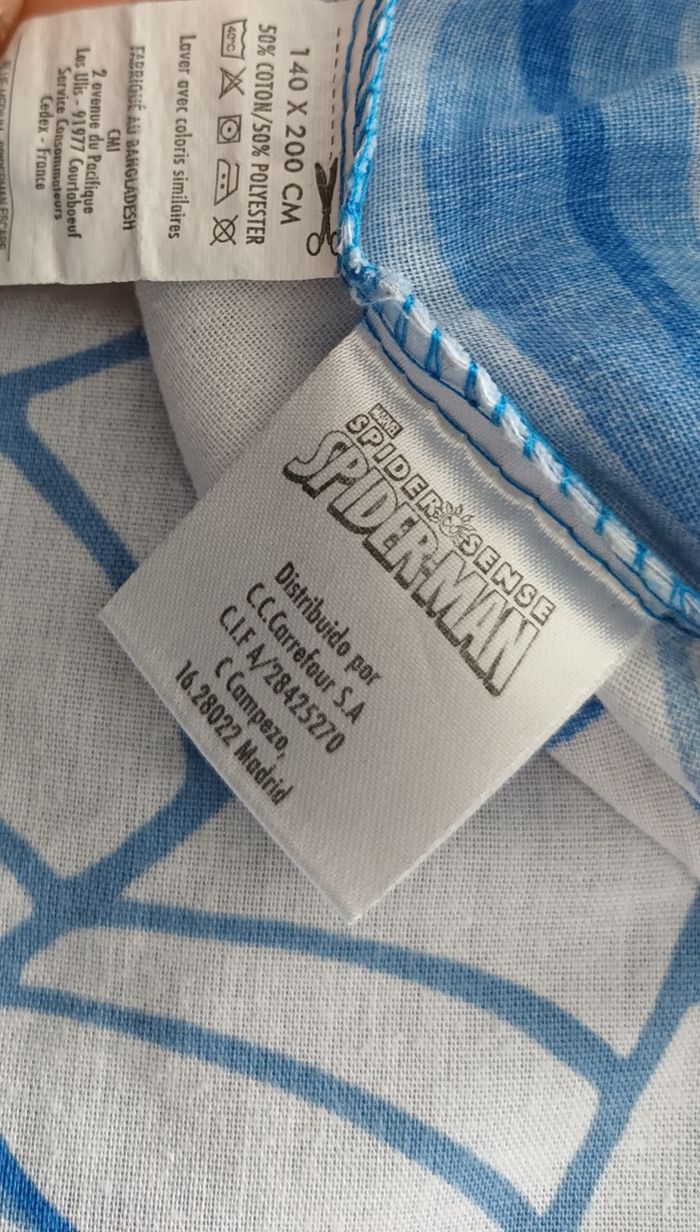 140 X 200 CM
50% COTON/50% POLYESTER
40°C
Laver avec coloris similaires
FABRIQUÉ AU BANGLADESH
CMI
2 avenue du Pacifique
Les Ulis - 91977 Courtaboeuf
Service Consommateurs
Cedex - France
MARVEL
SPIDER SENSE
SPIDER-MAN
Distribuido por
C.C.Carrefour S.A
C.I.F A/28425270
C Campezo,
16.28022 Madrid